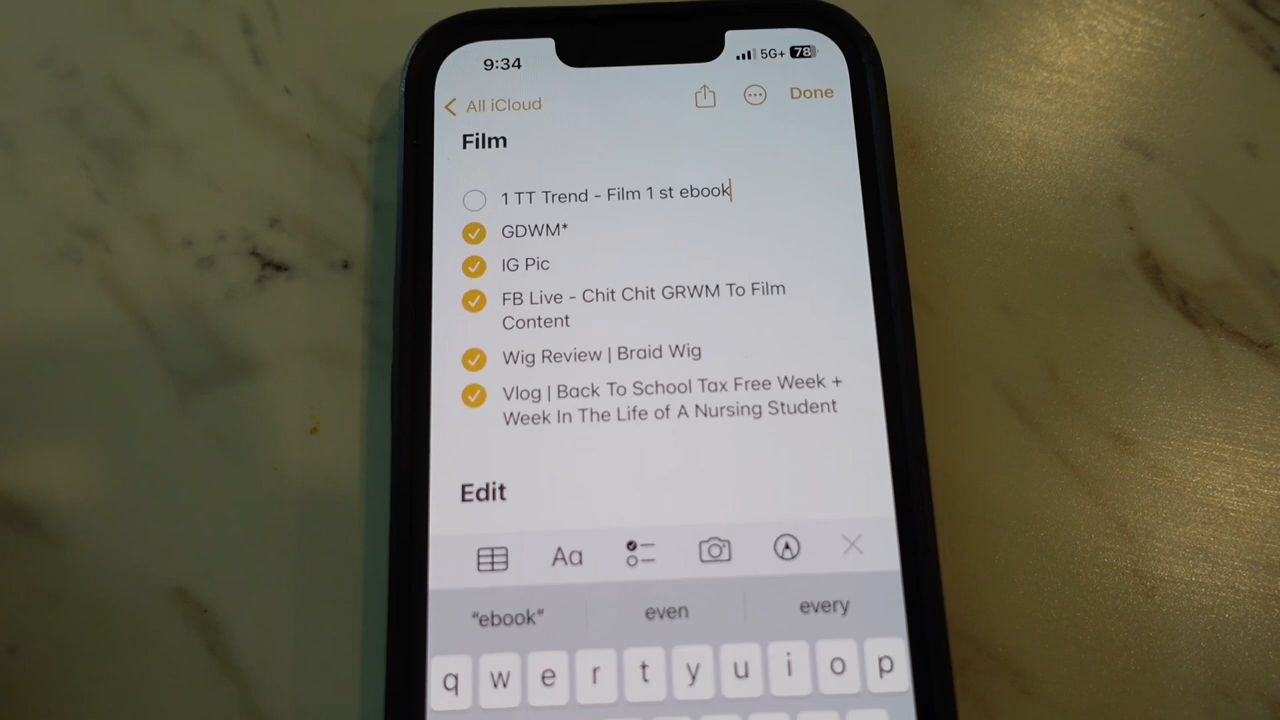 9:34 5G+ 78
All iCloud Done
Film
1 TT Trend - Film 1 st ebook
GDWM*
IG Pic
FB Live - Chit Chit GRWM To Film
Content
Wig Review | Braid Wig
Vlog | Back To School Tax Free Week +
Week In The Life of A Nursing Student
Edit
Aa
"ebook" even every
q w e r t y u i o p